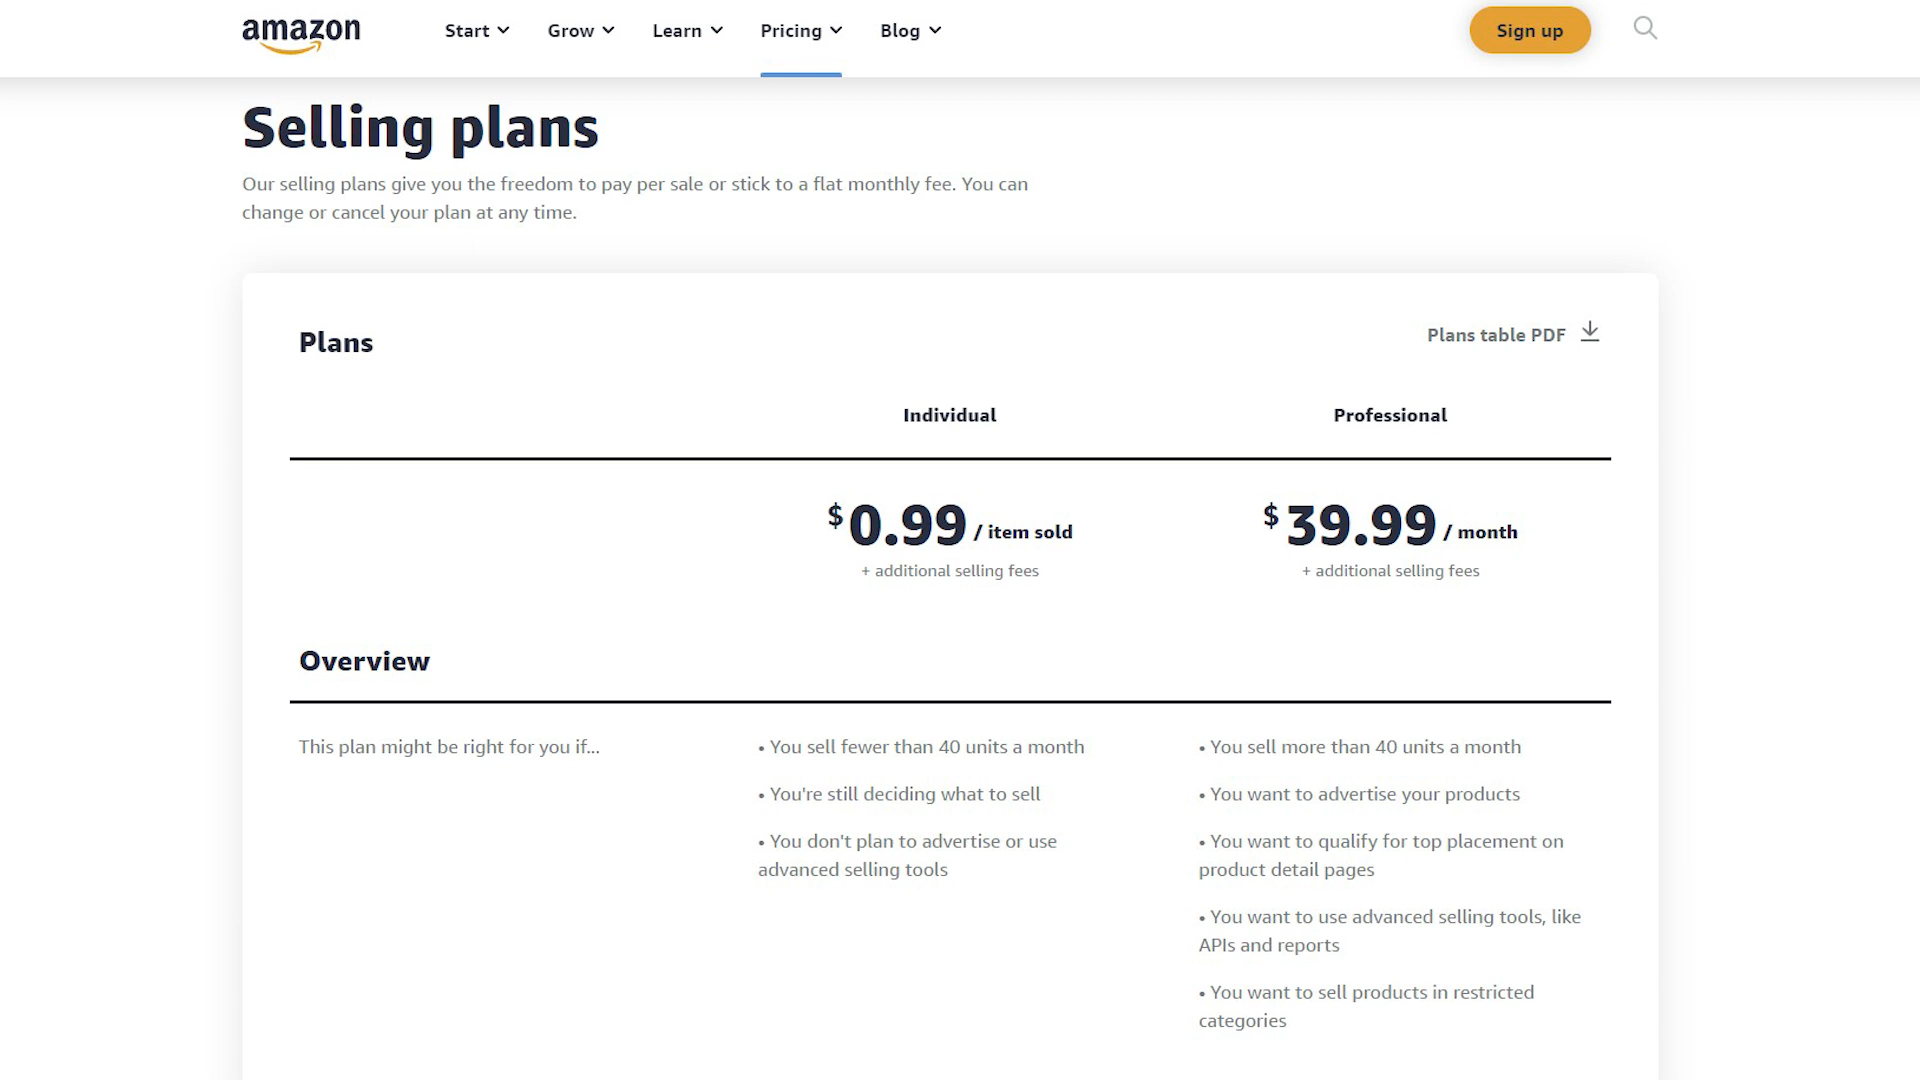 amazon
Start Grow Learn Pricing Blog Sign up
Selling plans
Our selling plans give you the freedom to pay per sale or stick to a flat monthly fee. You can
change or cancel your plan at any time.
Plans
Plans table PDF
Individual Professional
$0.99 / item sold $39.99 / month
+ additional selling fees + additional selling fees
Overview
This plan might be right for you if...
• You sell fewer than 40 units a month
• You're still deciding what to sell
• You don't plan to advertise or use
advanced selling tools
• You sell more than 40 units a month
• You want to advertise your products
• You want to qualify for top placement on
product detail pages
• You want to use advanced selling tools, like
APIs and reports
• You want to sell products in restricted
categories